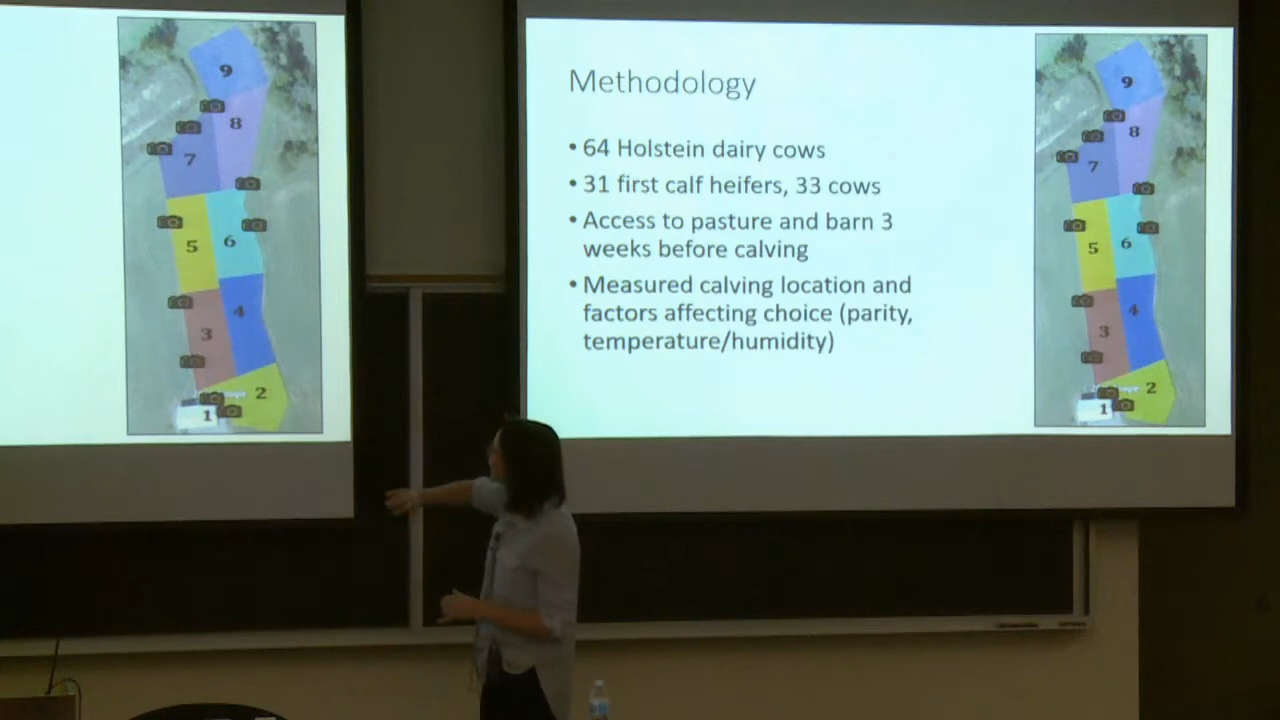 9
8
7
5
6
4
3
2
1
Methodology
• 64 Holstein dairy cows
• 31 first calf heifers, 33 cows
• Access to pasture and barn 3
weeks before calving
• Measured calving location and
factors affecting choice (parity,
temperature/humidity)
9
8
7
5
6
4
3
2
1